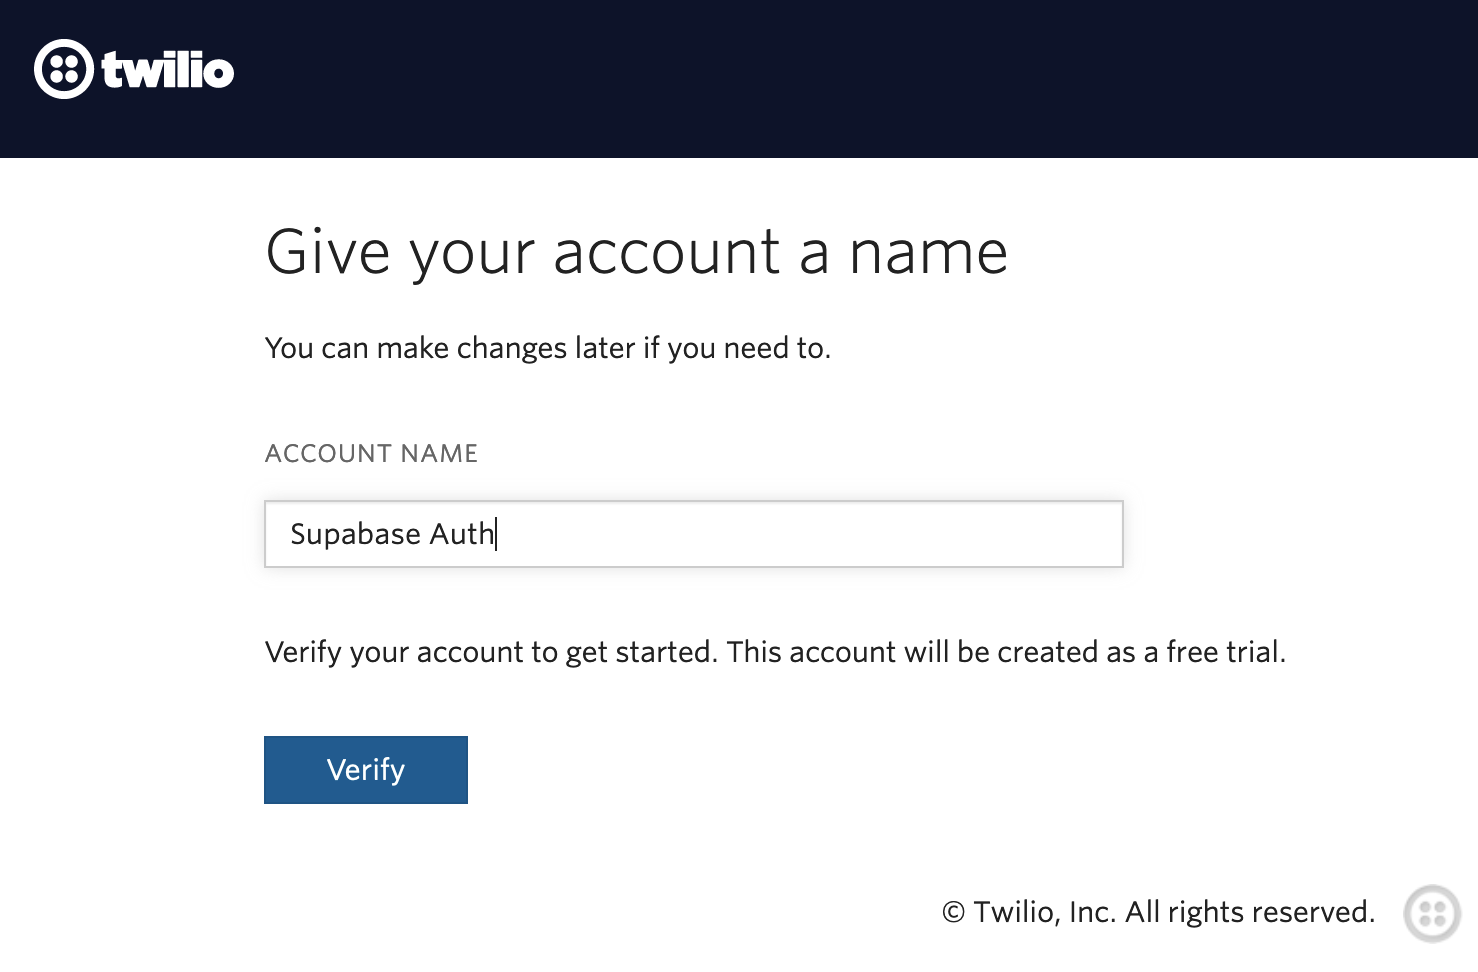 twilio
Give your account a name
You can make changes later if you need to.
ACCOUNT NAME
Supabase Auth
Verify your account to get started. This account will be created as a free trial.
Verify
© Twilio, Inc. All rights reserved.